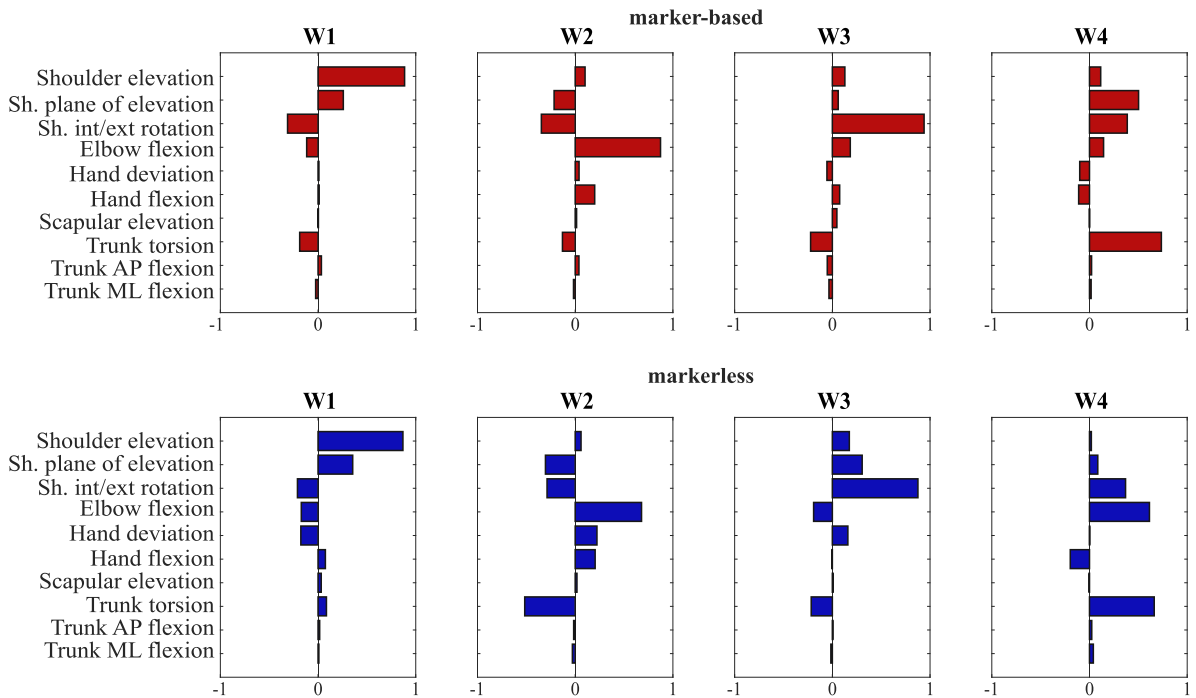 marker-based
W1 W2 W3 W4
Shoulder elevation
Sh. plane of elevation
Sh. int/ext rotation
Elbow flexion
Hand deviation
Hand flexion
Scapular elevation
Trunk torsion
Trunk AP flexion
Trunk ML flexion
-1 0 1 -1 0 1 -1 0 1 -1 0 1
markerless
W1 W2 W3 W4
Shoulder elevation
Sh. plane of elevation
Sh. int/ext rotation
Elbow flexion
Hand deviation
Hand flexion
Scapular elevation
Trunk torsion
Trunk AP flexion
Trunk ML flexion
-1 0 1 -1 0 1 -1 0 1 -1 0 1